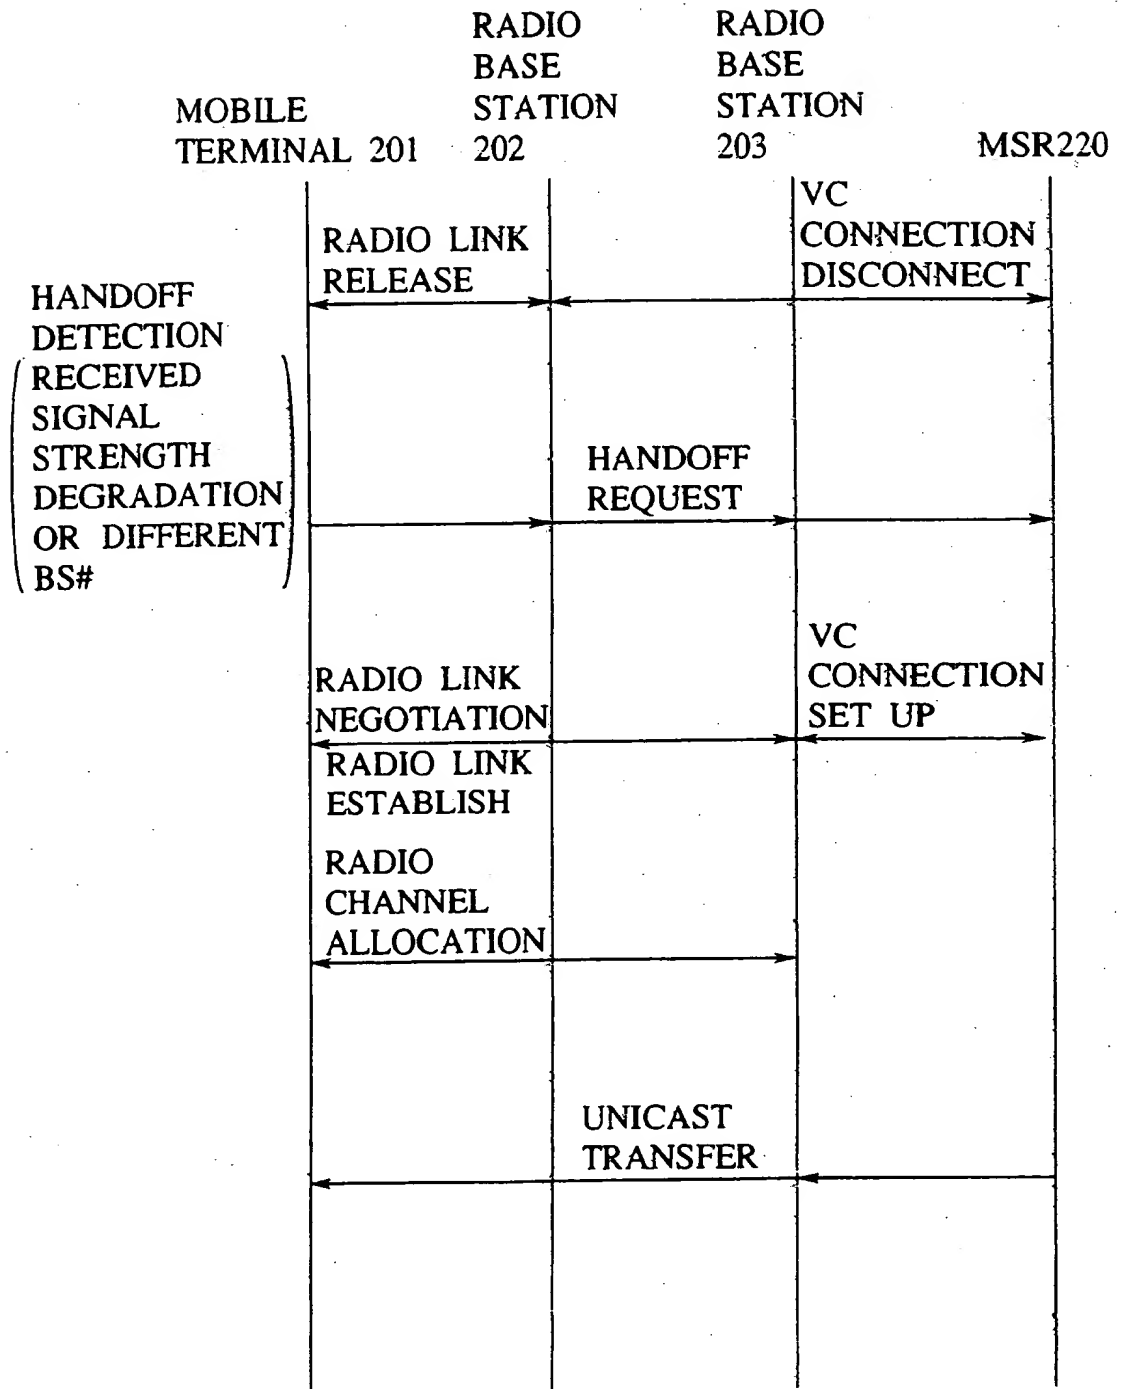 RADIO
BASE
STATION
202
RADIO
BASE
STATION
203
MOBILE
TERMINAL 201
MSR220
RADIO LINK
RELEASE
VC
CONNECTION
DISCONNECT
HANDOFF
DETECTION
RECEIVED
SIGNAL
STRENGTH
DEGRADATION
OR DIFFERENT
BS#
HANDOFF
REQUEST
RADIO LINK
NEGOTIATION
VC
CONNECTION
SET UP
RADIO LINK
ESTABLISH
RADIO
CHANNEL
ALLOCATION
UNICAST
TRANSFER